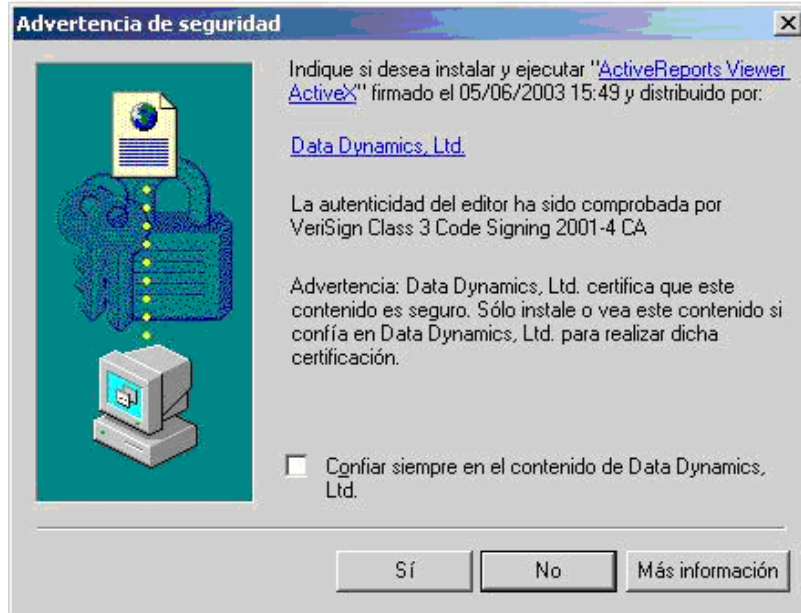 Advertencia de seguridad
Indique si desea instalar y ejecutar "ActiveReports Viewer
ActiveX" firmado el 05/06/2003 15:49 y distribuido por:
Data Dynamics, Ltd.
La autenticidad del editor ha sido comprobada por
VeriSign Class 3 Code Signing 2001-4 CA
Advertencia: Data Dynamics, Ltd. certifica que este
contenido es seguro. Sólo instale o vea este contenido si
confía en Data Dynamics, Ltd. para realizar dicha
certificación.
Confiar siempre en el contenido de Data Dynamics,
Ltd.
Sí No Más información